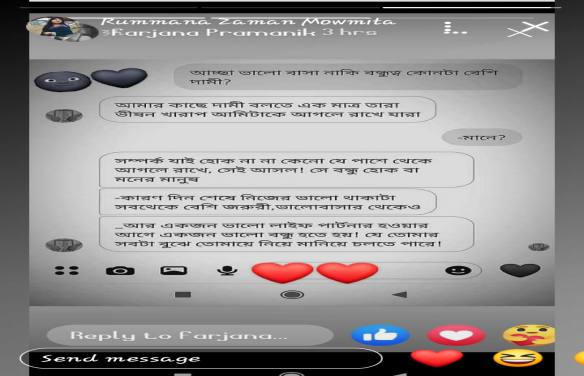 Rummana Zaman Mowmita
Farjana Pramanik 3 hrs
আচ্ছা ভালো বাসা নাকি বন্ধুত্ব কোনটা বেশি
দামী?
আমার কাছে দামী বলতে এক মাত্র তারা
ভীষন খারাপ আমিটাকে আগলে রাখে যারা
-মানে?
সম্পর্ক যাই হোক না না কেনো যে পাশে থেকে
আগলে রাখে, সেই আসল! সে বন্ধু হোক বা
মনের মানুষ
-কারণ দিন শেষে নিজের ভালো থাকাটা
সবথেকে বেশি জরুরী,ভালোবাসার থেকেও
_আর একজন ভালো লাইফ পার্টনার হওয়ার
আগে একজন ভালো বন্ধু হতে হয়! যে তোমার
সবটা বুঝে তোমায়ে নিয়ে মানিয়ে চলতে পারে!
Reply to Farjana...
Send message